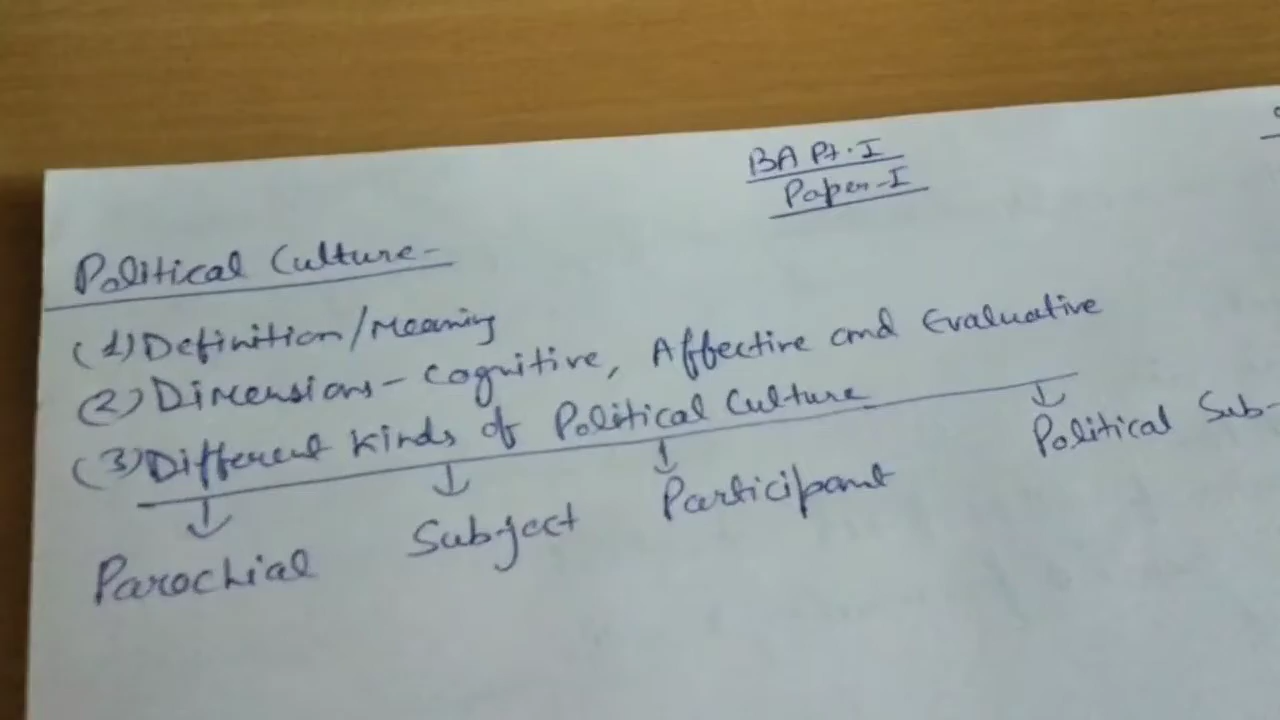 BA Pt. I
Paper-I
Political Culture-
(1) Definition/Meaning
(2) Dimensions - Cognitive, Affective and Evaluative
(3) Different kinds of Political Culture
Parochial Subject Participant Political Sub-